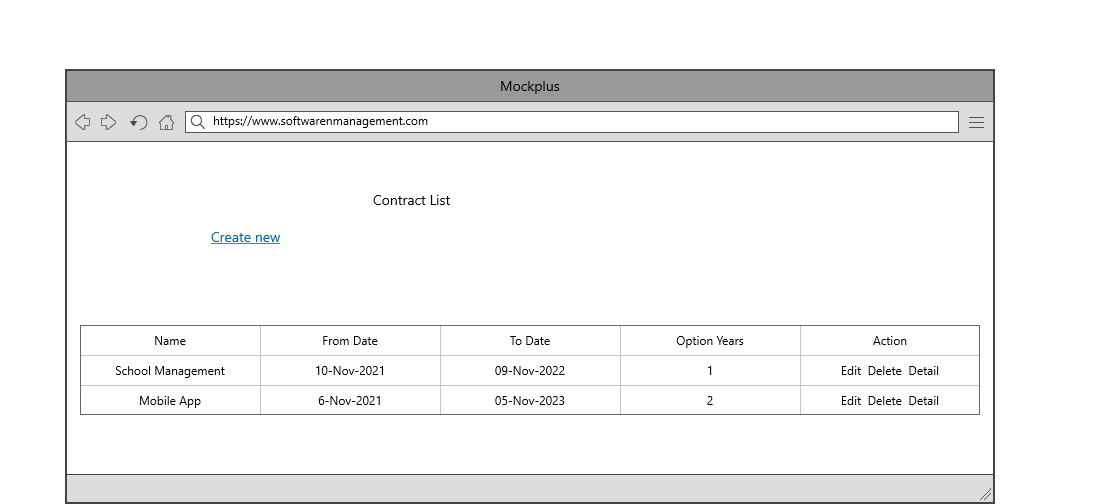 Mockplus
https://www.softwarenmanagement.com
Contract List
Create new
Name From Date To Date Option Years Action
School Management 10-Nov-2021 09-Nov-2022 1 Edit Delete Detail
Mobile App 6-Nov-2021 05-Nov-2023 2 Edit Delete Detail